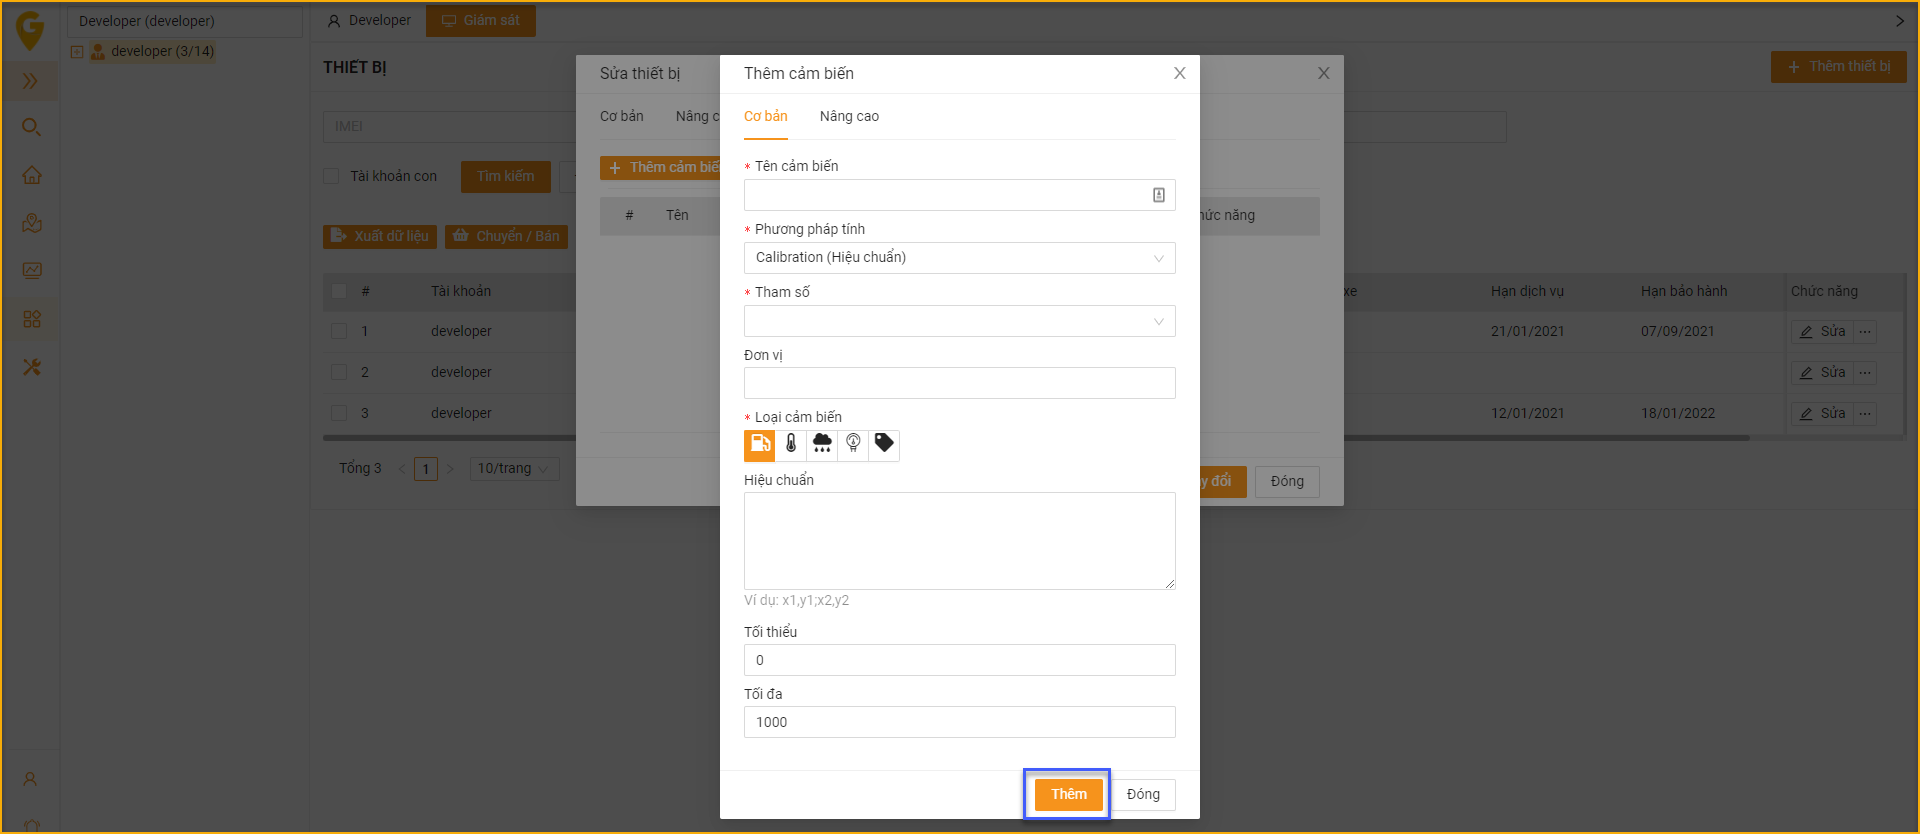 Developer (developer)
developer (3/14)
Developer
Giám sát
THIẾT BỊ
Thêm thiết bị
IMEI
Tài khoản con
Tìm kiếm
Xuất dữ liệu
Chuyển / Bán
# Tài khoản
xe
Hạn dịch vụ
Hạn bảo hành
Chức năng
1 developer 21/01/2021 07/09/2021 Sửa ...
2 developer Sửa ...
3 developer 12/01/2021 18/01/2022 Sửa ...
Tổng 3
1
10/trang
Sửa thiết bị
Cơ bản
Nâng c
Thêm cảm biế
# Tên
ức năng
y đổi
Đóng
Thêm cảm biến
Cơ bản
Nâng cao
* Tên cảm biến
* Phương pháp tính
Calibration (Hiệu chuẩn)
* Tham số
Đơn vị
* Loại cảm biến
Hiệu chuẩn
Ví dụ: x1,y1;x2,y2
Tối thiểu
0
Tối đa
1000
Thêm
Đóng